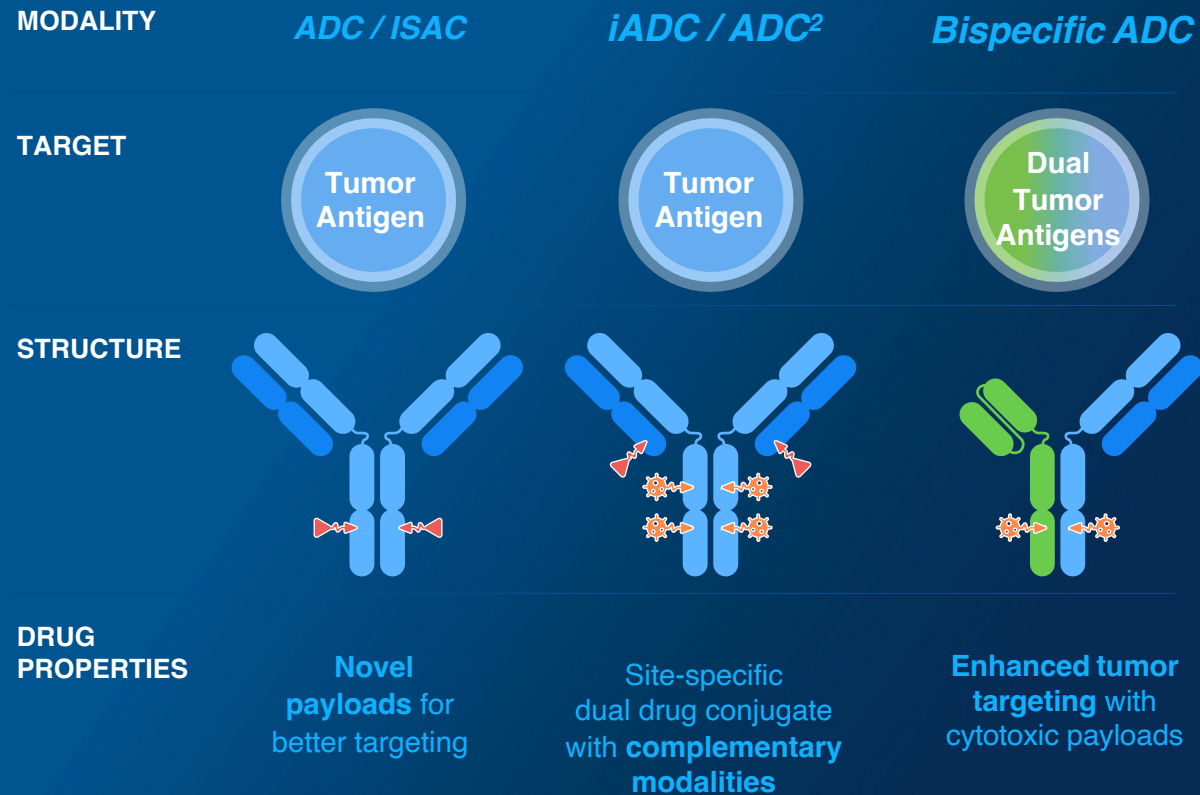 MODALITY
ADC / ISAC
iADC / ADC²
Bispecific ADC
TARGET
Tumor
Antigen
Tumor
Antigen
Dual
Tumor
Antigens
STRUCTURE
DRUG
PROPERTIES
Novel
payloads for
better targeting
Site-specific
dual drug conjugate
with complementary
modalities
Enhanced tumor
targeting with
cytotoxic payloads